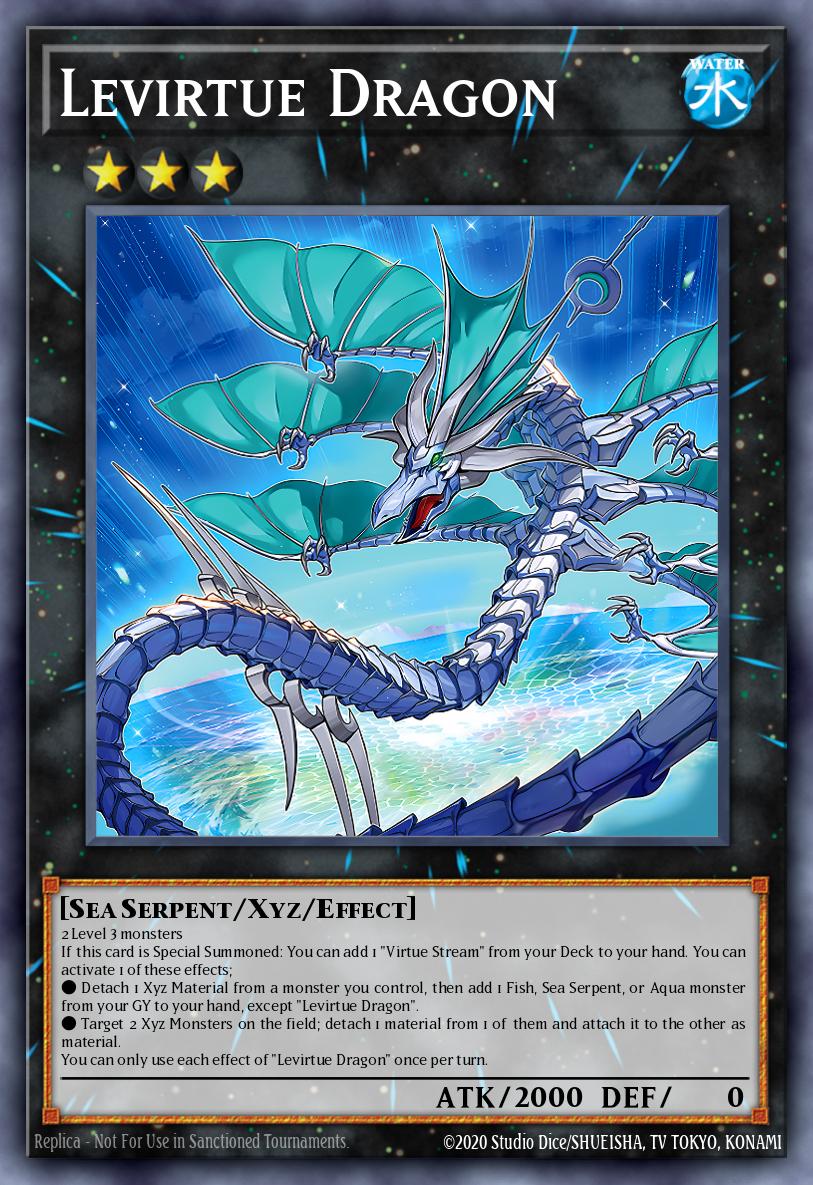 Levirtue Dragon
WATER
水
[Sea Serpent/Xyz/Effect]
2 Level 3 monsters
If this card is Special Summoned: You can add 1 "Virtue Stream" from your Deck to your hand. You can
activate 1 of these effects;
● Detach 1 Xyz Material from a monster you control, then add 1 Fish, Sea Serpent, or Aqua monster
from your GY to your hand, except "Levirtue Dragon".
● Target 2 Xyz Monsters on the field; detach 1 material from 1 of them and attach it to the other as
material.
You can only use each effect of "Levirtue Dragon" once per turn.
ATK/2000 DEF/ 0
Replica - Not For Use in Sanctioned Tournaments. ©2020 Studio Dice/SHUEISHA, TV TOKYO, KONAMI